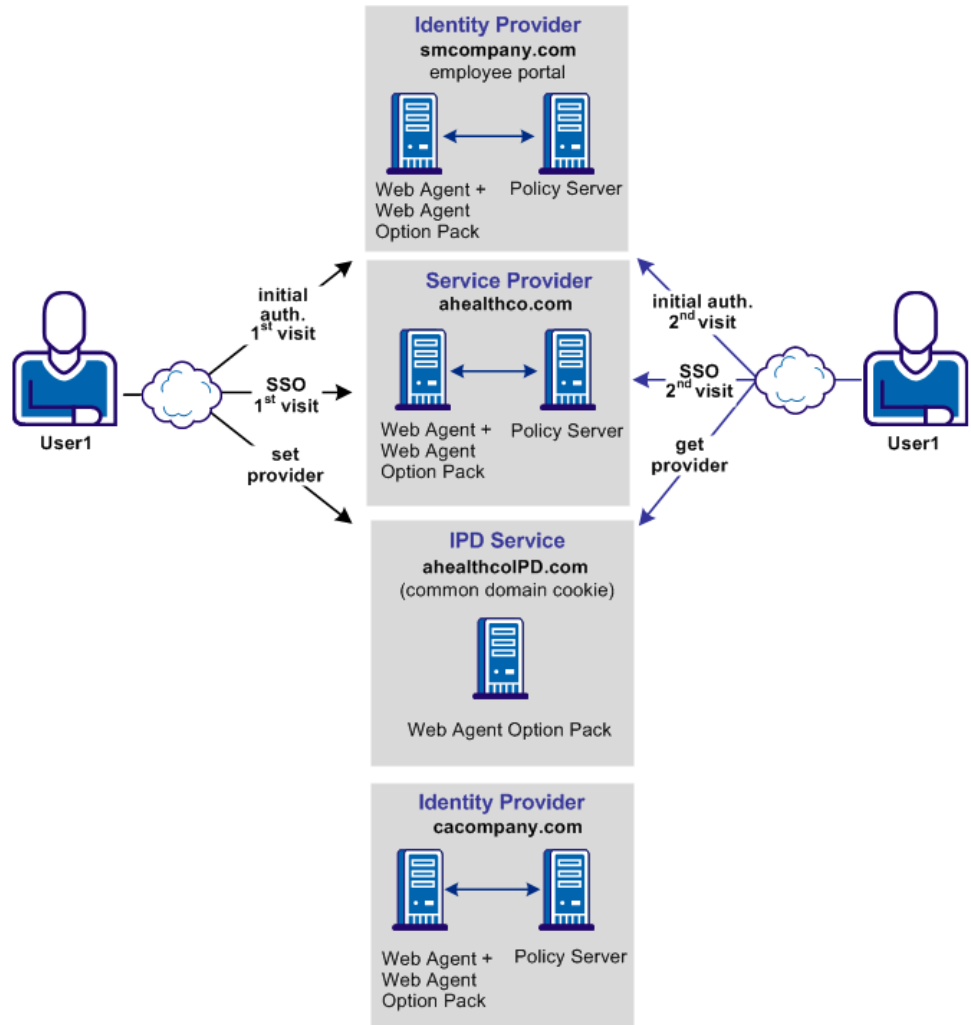 Identity Provider
smcompany.com
employee portal
Web Agent +
Web Agent
Option Pack
Policy Server
initial
auth.
1st visit
SSO
1st visit
set
provider
User1
Service Provider
ahealthco.com
Web Agent +
Web Agent
Option Pack
Policy Server
initial auth.
2nd visit
SSO
2nd visit
get
provider
User1
IPD Service
ahealthcoIPD.com
(common domain cookie)
Web Agent Option Pack
Identity Provider
cacompany.com
Web Agent +
Web Agent
Option Pack
Policy Server